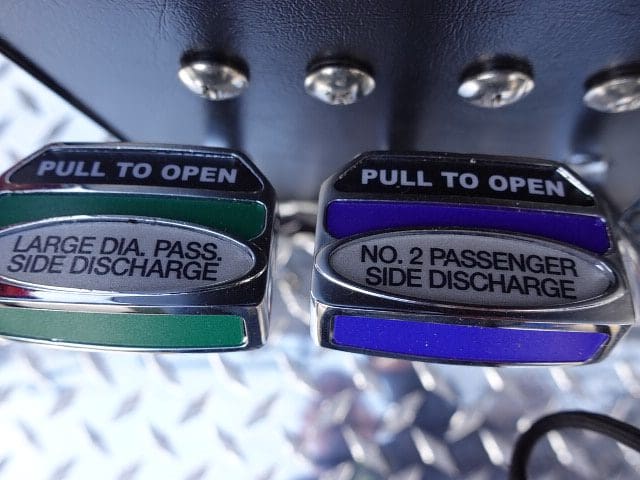 PULL TO OPEN
LARGE DIA. PASS.
SIDE DISCHARGE
PULL TO OPEN
NO. 2 PASSENGER
SIDE DISCHARGE